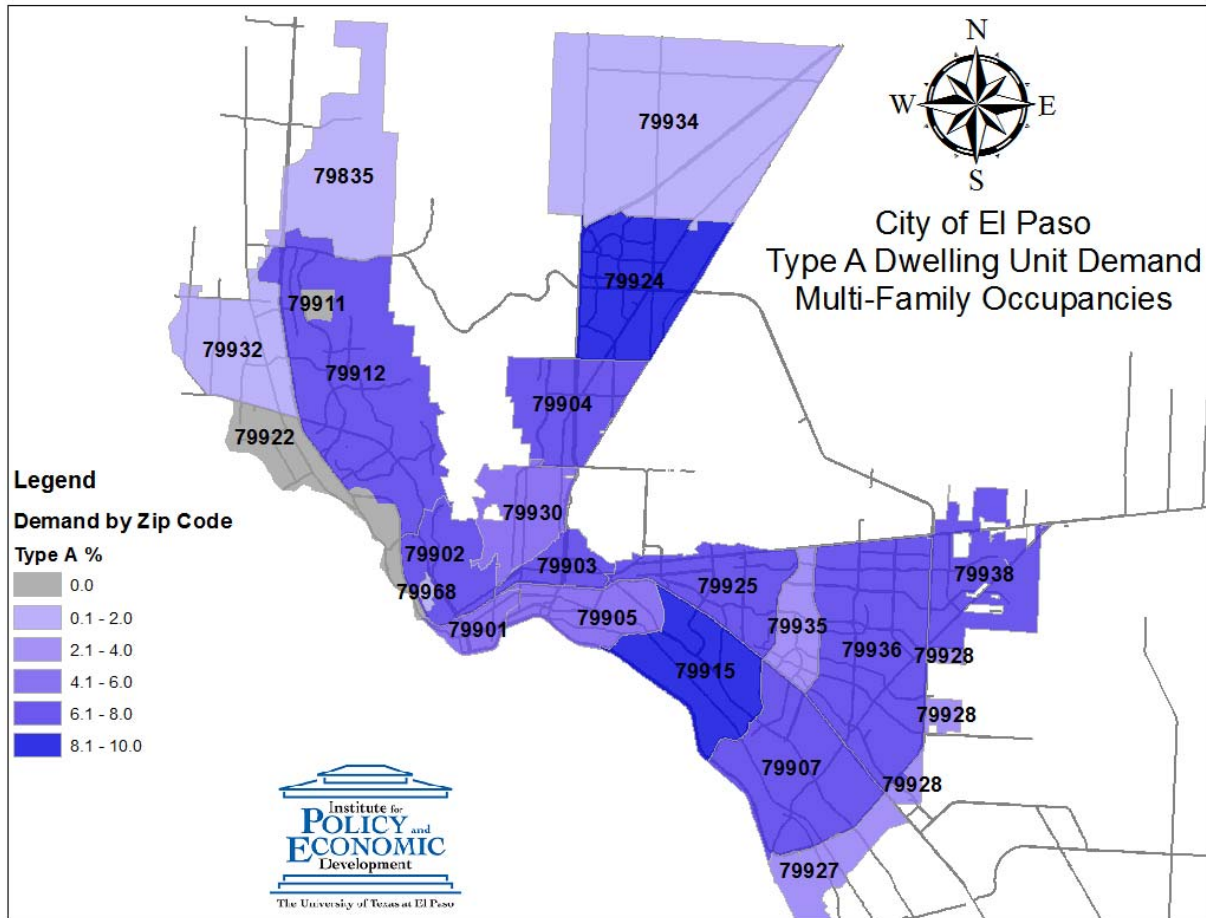 N
W
E
S
City of El Paso
Type A Dwelling Unit Demand
Multi-Family Occupancies
79934
79835
79924
79911
79932
79912
79904
79922
79930
79902
79903
79968
79901
79905
79925
79935
79936
79938
79928
79915
79928
79907
79928
79927
Legend
Demand by Zip Code
Type A %
0.0
0.1 - 2.0
2.1 - 4.0
4.1 - 6.0
6.1 - 8.0
8.1 - 10.0
Institute for
POLICY and
ECONOMIC
Development
The University of Texas at El Paso